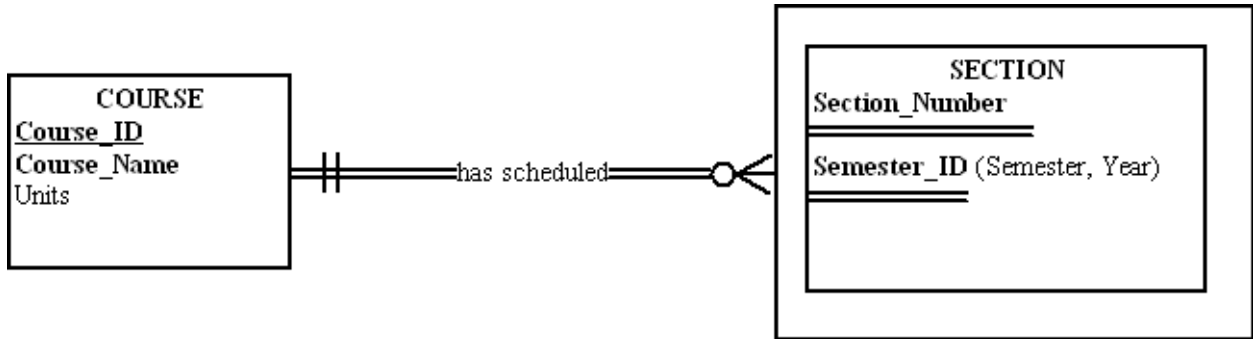 COURSE
Course_ID
Course_Name
Units
has scheduled
SECTION
Section_Number
Semester_ID (Semester, Year)